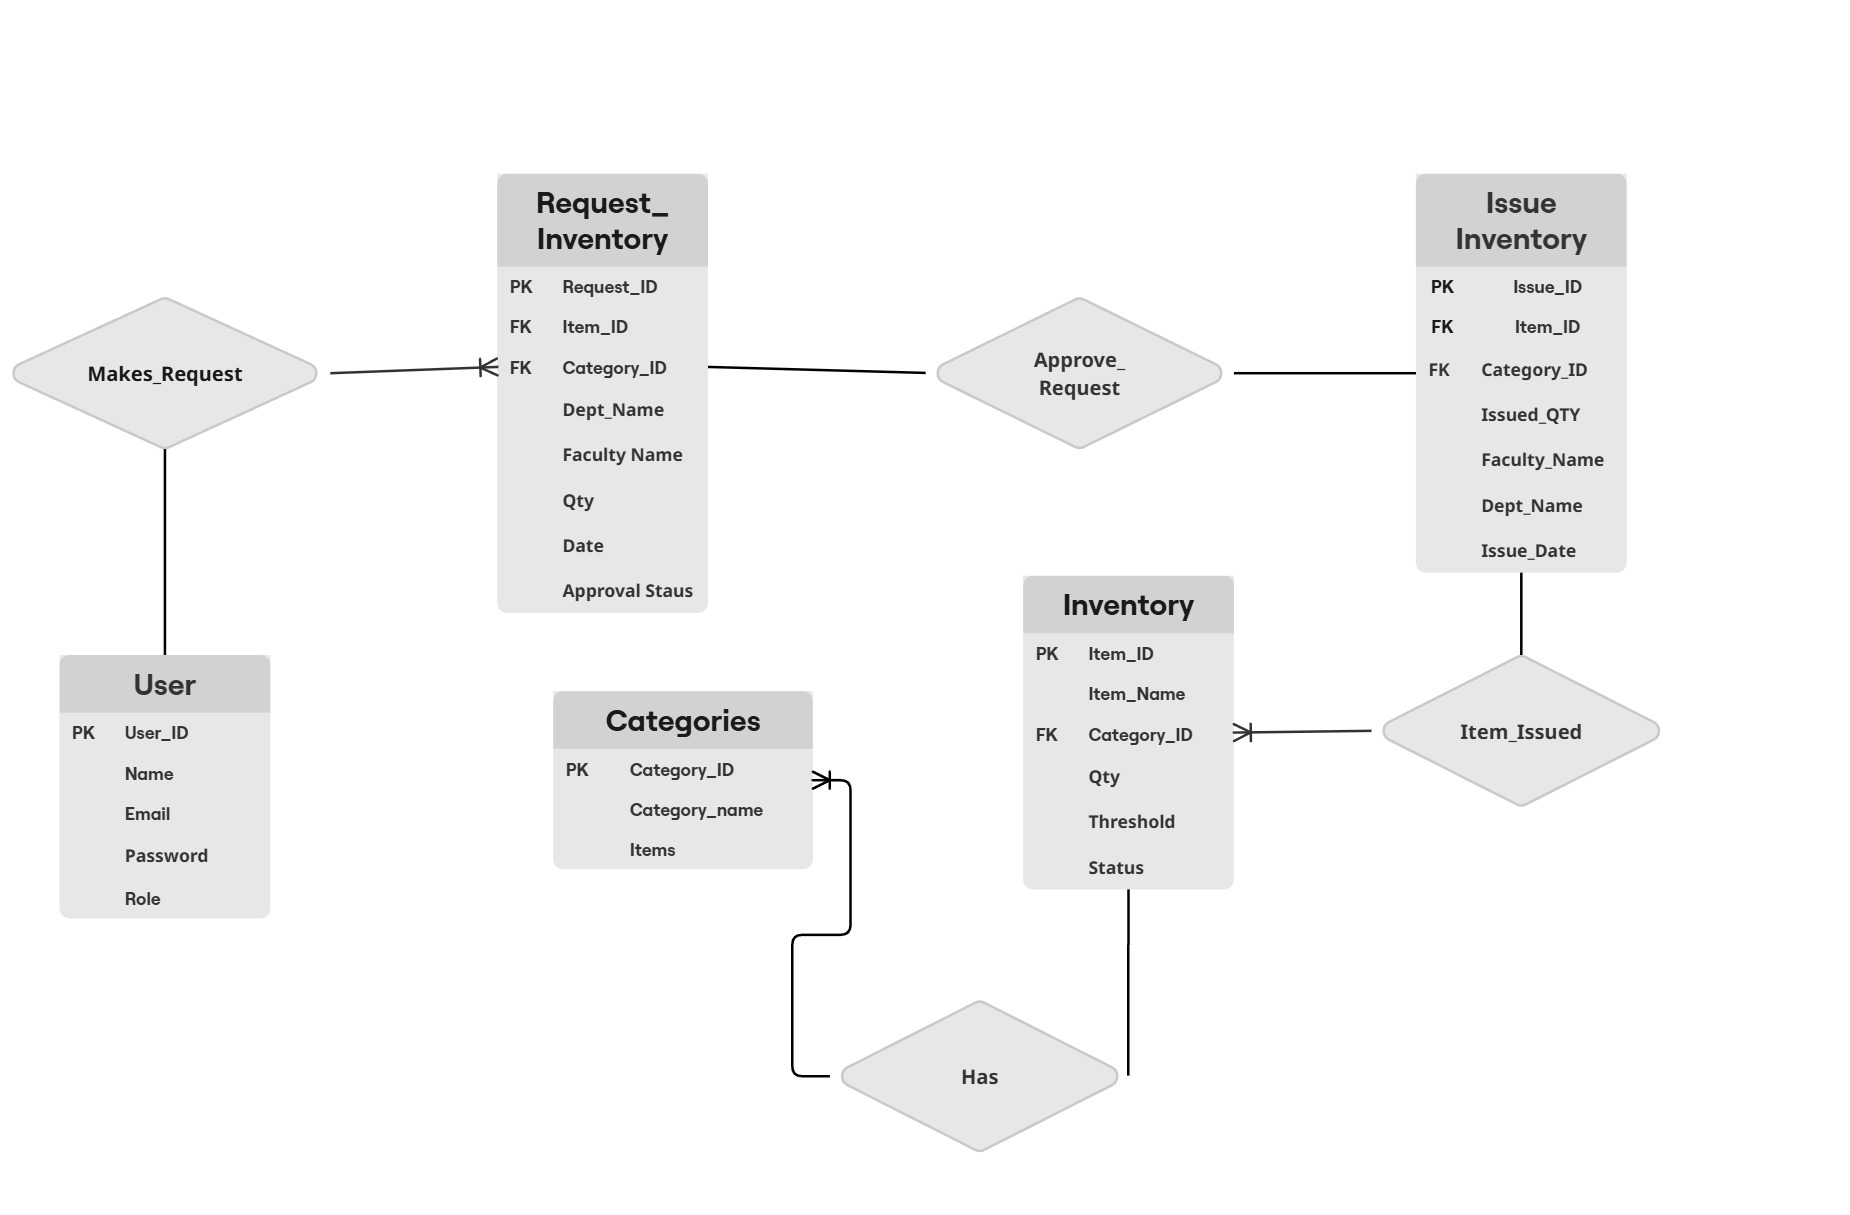 Request_
Inventory
PK Request_ID
FK Item_ID
FK Category_ID
Dept_Name
Faculty Name
Qty
Date
Approval Staus
Issue
Inventory
PK Issue_ID
FK Item_ID
FK Category_ID
Issued_QTY
Faculty_Name
Dept_Name
Issue_Date
Makes_Request
Approve_
Request
User
PK User_ID
Name
Email
Password
Role
Categories
PK Category_ID
Category_name
Items
Inventory
PK Item_ID
Item_Name
FK Category_ID
Qty
Threshold
Status
Item_Issued
Has